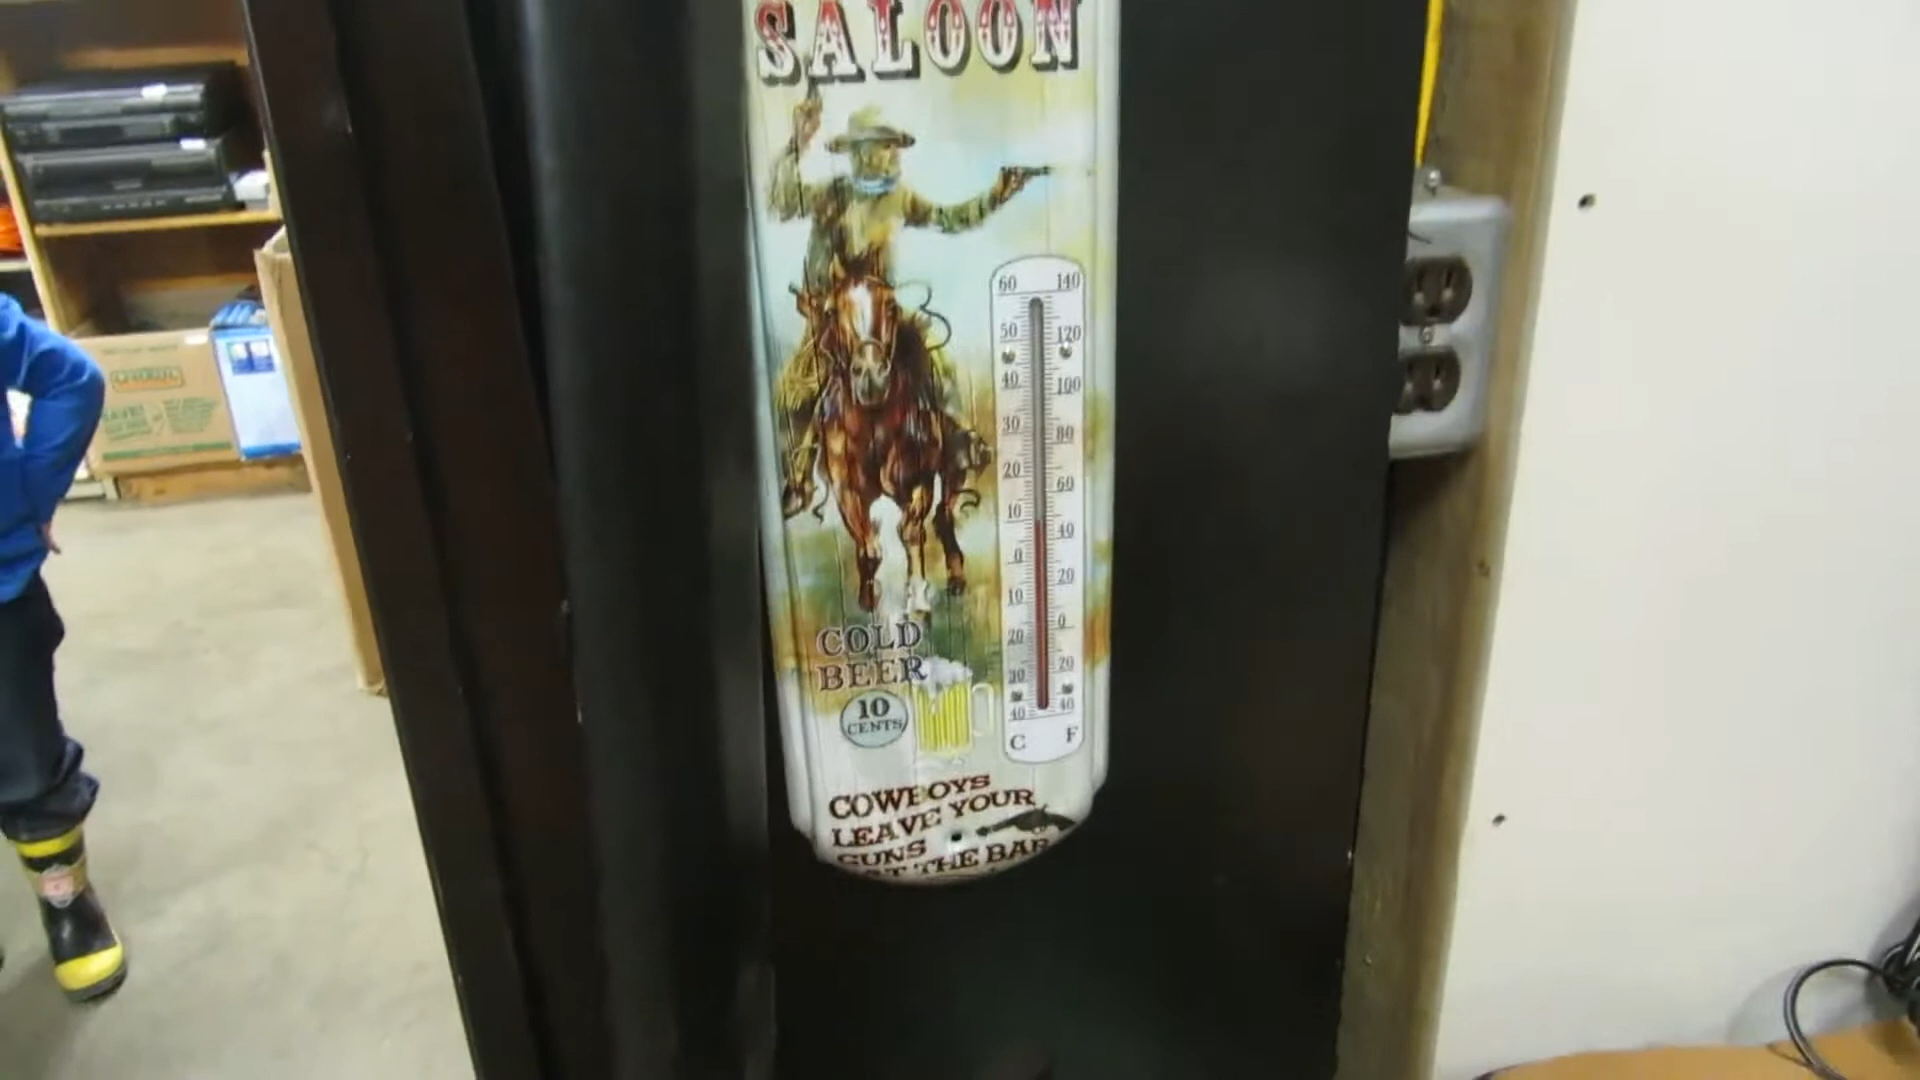 SALOON
60 140
50 120
40 100
30 80
20 60
10 40
0 20
10 0
20 20
30 40
40
C F
COLD
BEER
10
CENTS
COWBOYS
LEAVE YOUR
GUNS
AT THE BAR